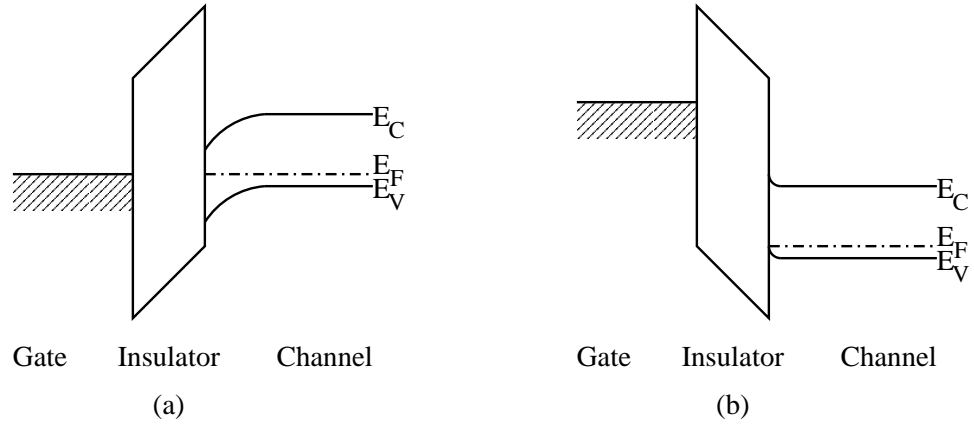 E_C
E_F
E_V
E_C
E_F
E_V
Gate Insulator Channel
Gate Insulator Channel
(a)
(b)